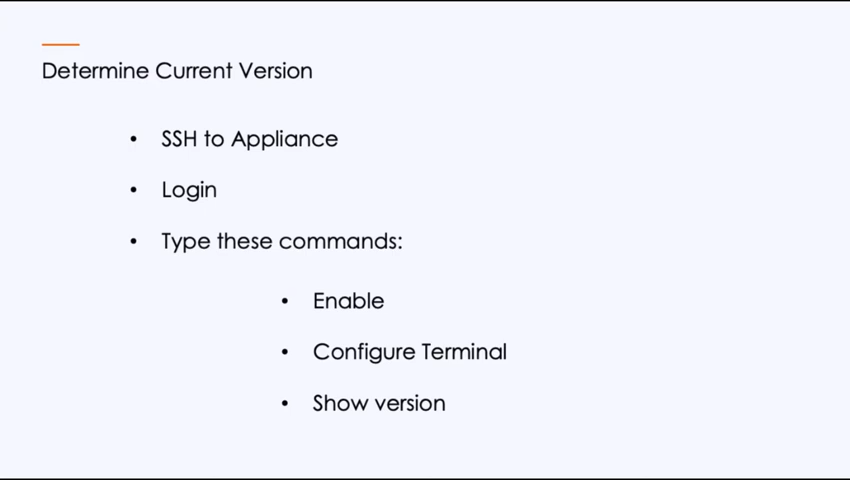 Determine Current Version
• SSH to Appliance
• Login
• Type these commands:
• Enable
• Configure Terminal
• Show version